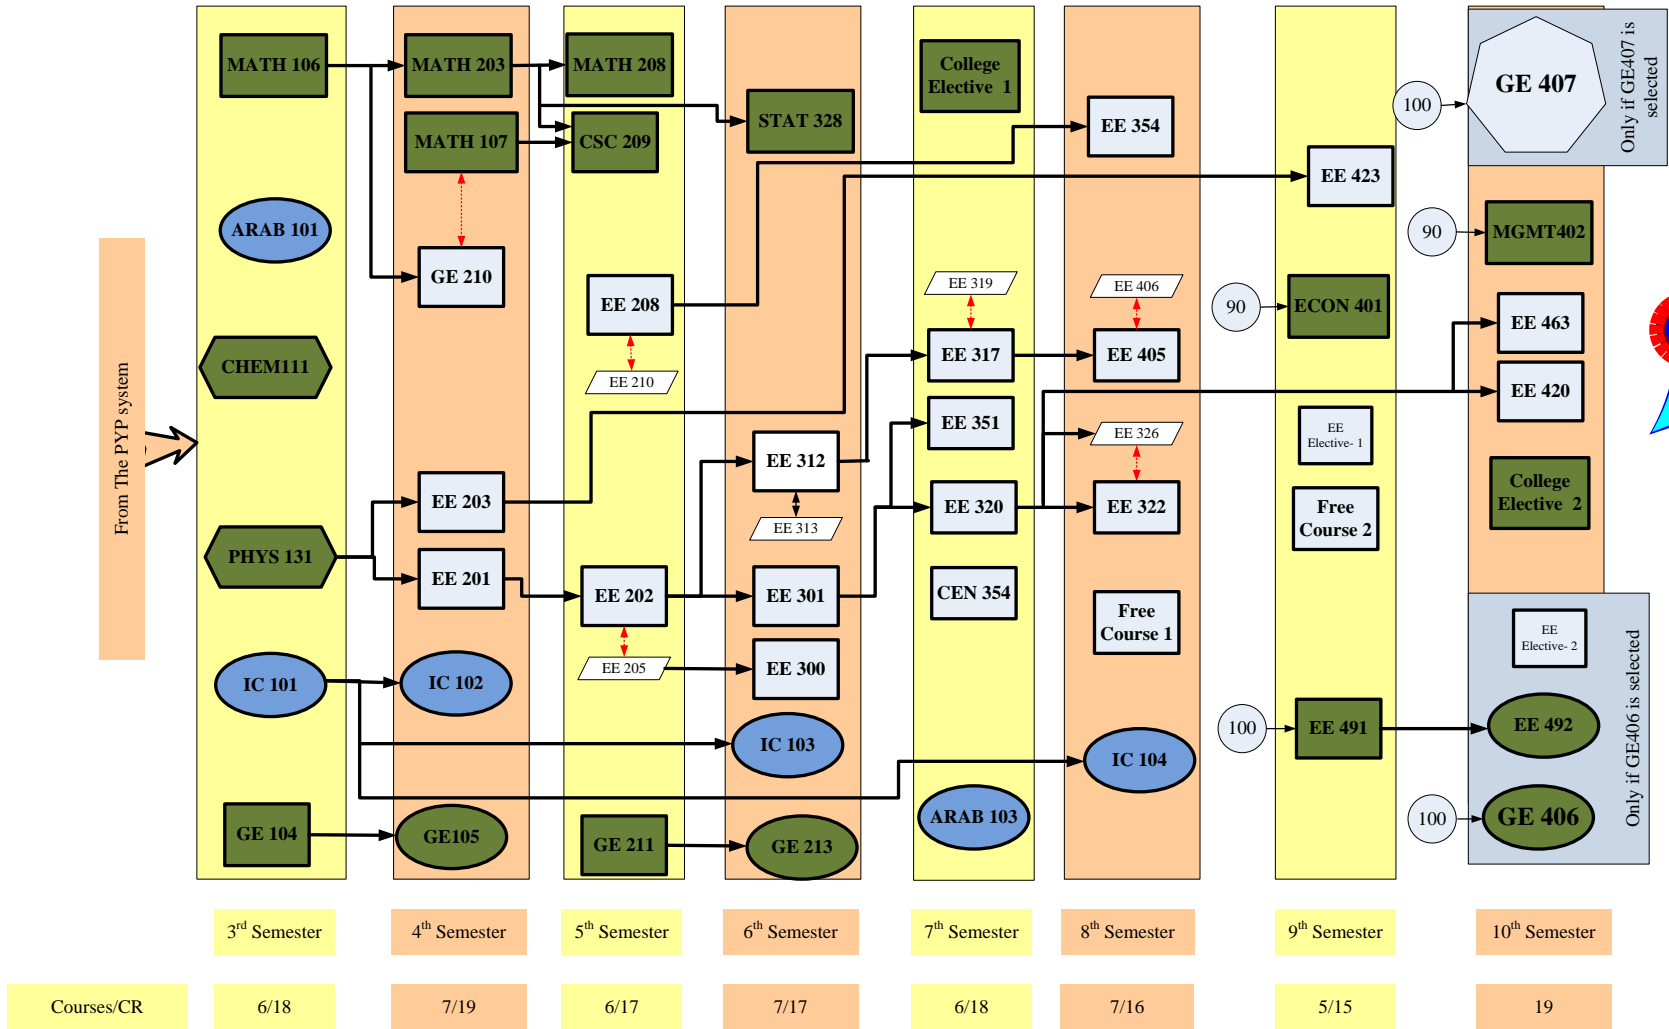 From The PYP system
MATH 106
ARAB 101
CHEM111
PHYS 131
IC 101
GE 104
MATH 203
MATH 107
GE 210
EE 203
EE 201
IC 102
GE105
MATH 208
CSC 209
EE 208
EE 210
EE 202
EE 205
GE 211
STAT 328
EE 312
EE 313
EE 301
EE 300
IC 103
GE 213
College
Elective 1
EE 319
EE 317
EE 351
EE 320
CEN 354
ARAB 103
EE 354
EE 406
EE 405
EE 326
EE 322
Free
Course 1
IC 104
EE 423
90
ECON 401
EE
Elective- 1
Free
Course 2
100
EE 491
100
GE 407
Only if GE407 is
selected
90
MGMT402
EE 463
EE 420
College
Elective 2
EE
Elective- 2
EE 492
100
GE 406
Only if GE406 is selected
3rd Semester
4th Semester
5th Semester
6th Semester
7th Semester
8th Semester
9th Semester
10th Semester
Courses/CR
6/18
7/19
6/17
7/17
6/18
7/16
5/15
19